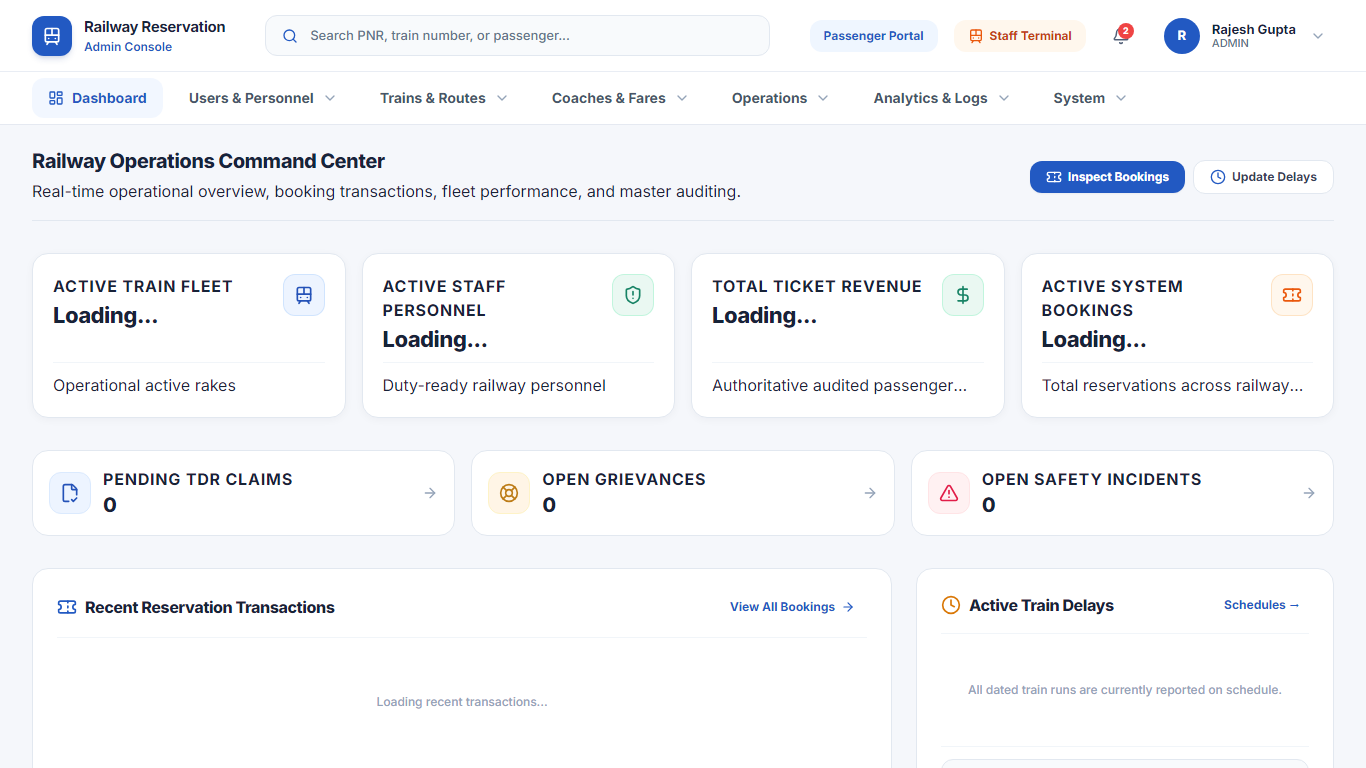 Railway Reservation
Admin Console
Search PNR, train number, or passenger...
Passenger Portal
Staff Terminal
2
R
Rajesh Gupta
ADMIN
Dashboard
Users & Personnel
Trains & Routes
Coaches & Fares
Operations
Analytics & Logs
System
Railway Operations Command Center
Real-time operational overview, booking transactions, fleet performance, and master auditing.
Inspect Bookings
Update Delays
ACTIVE TRAIN FLEET
Loading...
Operational active rakes
ACTIVE STAFF
PERSONNEL
Loading...
Duty-ready railway personnel
TOTAL TICKET REVENUE
Loading...
Authoritative audited passenger...
ACTIVE SYSTEM
BOOKINGS
Loading...
Total reservations across railway...
PENDING TDR CLAIMS
0
OPEN GRIEVANCES
0
OPEN SAFETY INCIDENTS
0
Recent Reservation Transactions
View All Bookings →
Loading recent transactions...
Active Train Delays
Schedules →
All dated train runs are currently reported on schedule.